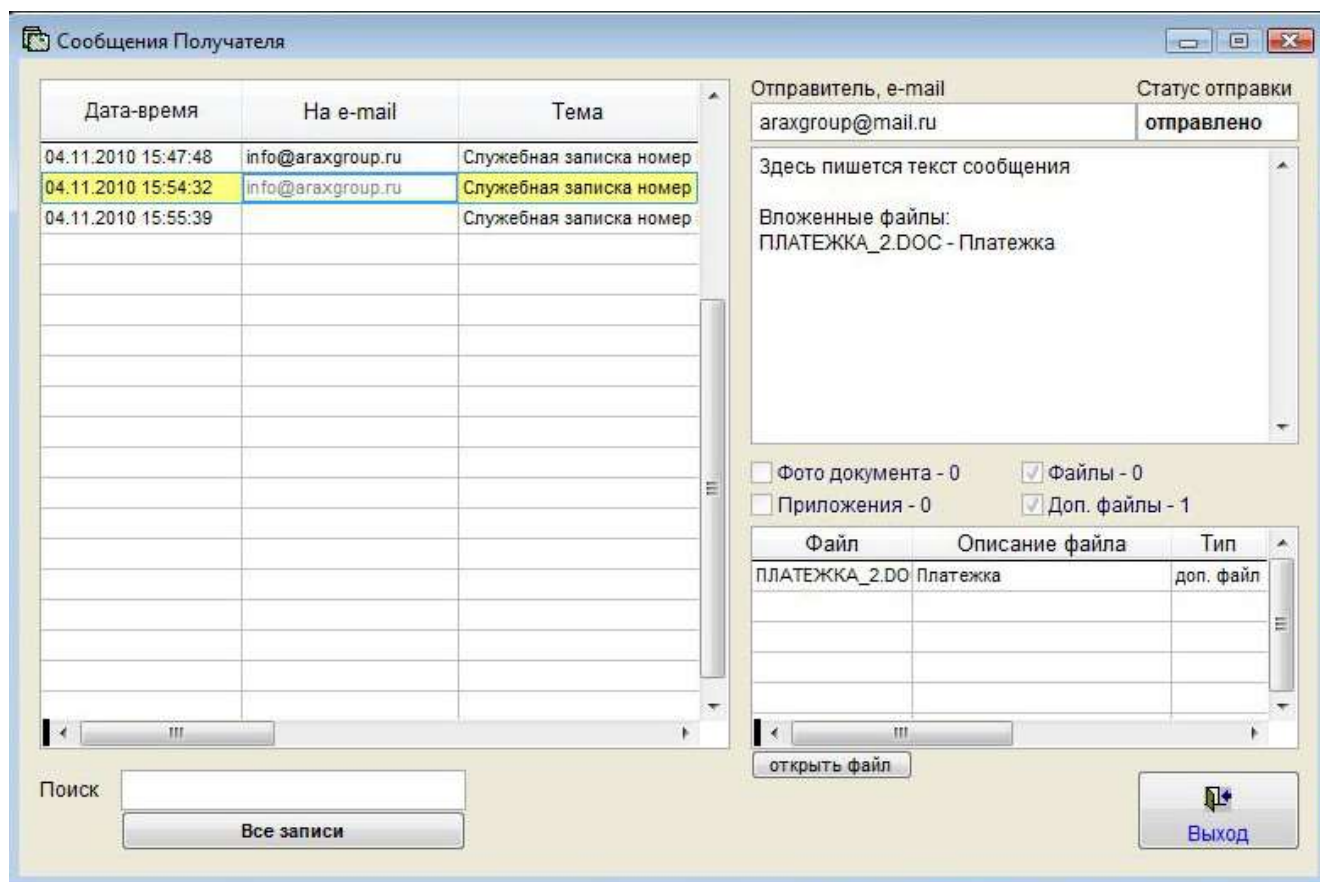 Сообщения Получателя
Дата-время На e-mail Тема
04.11.2010 15:47:48 info@araxgroup.ru Служебная записка номер
04.11.2010 15:54:32 info@araxgroup.ru Служебная записка номер
04.11.2010 15:55:39 Служебная записка номер
Поиск
Все записи
Отправитель, e-mail Статус отправки
araxgroup@mail.ru отправлено
Здесь пишется текст сообщения
Вложенные файлы:
ПЛАТЕЖКА_2.DOC - Платежка
Фото документа - 0 Файлы - 0
Приложения - 0 Доп. файлы - 1
Файл Описание файла Тип
ПЛАТЕЖКА_2.DO Платежка доп. файл
открыть файл
Выход